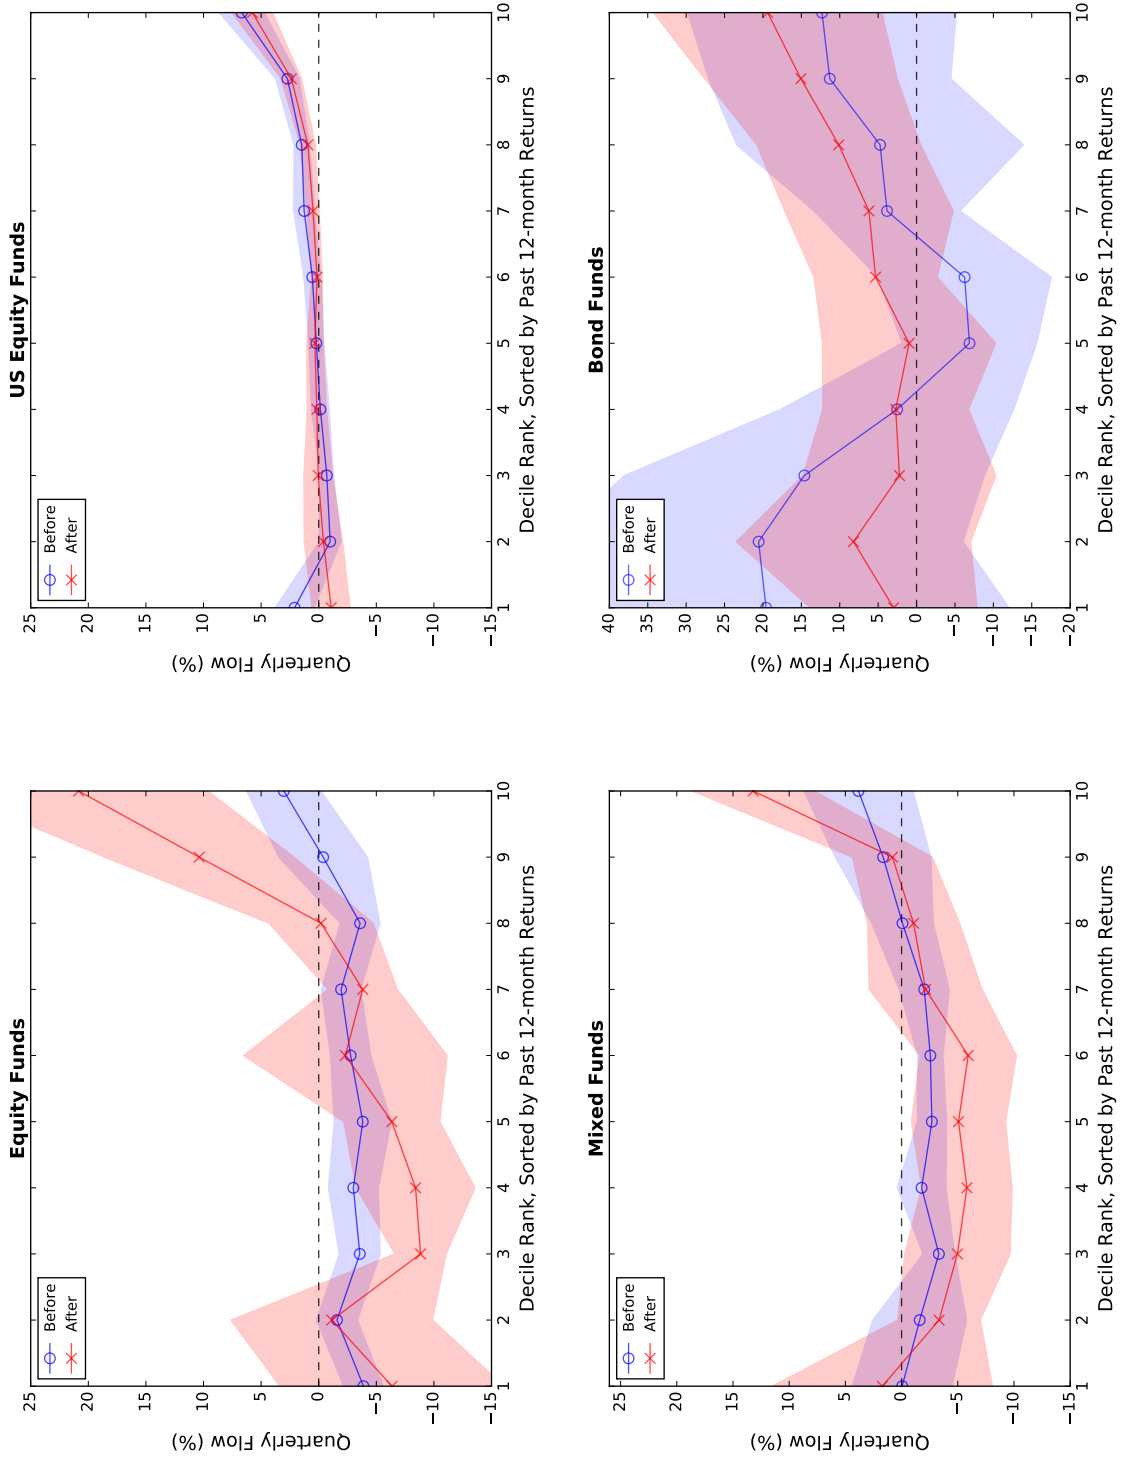 Equity Funds
Before
After
25
20
15
10
5
0
−5
−10
−15
Quarterly Flow (%)
1 2 3 4 5 6 7 8 9 10
Decile Rank, Sorted by Past 12-month Returns
US Equity Funds
Before
After
25
20
15
10
5
0
−5
−10
−15
Quarterly Flow (%)
1 2 3 4 5 6 7 8 9 10
Decile Rank, Sorted by Past 12-month Returns
Mixed Funds
Before
After
25
20
15
10
5
0
−5
−10
−15
Quarterly Flow (%)
1 2 3 4 5 6 7 8 9 10
Decile Rank, Sorted by Past 12-month Returns
Bond Funds
Before
After
40
35
30
25
20
15
10
5
0
−5
−10
−15
−20
Quarterly Flow (%)
1 2 3 4 5 6 7 8 9 10
Decile Rank, Sorted by Past 12-month Returns